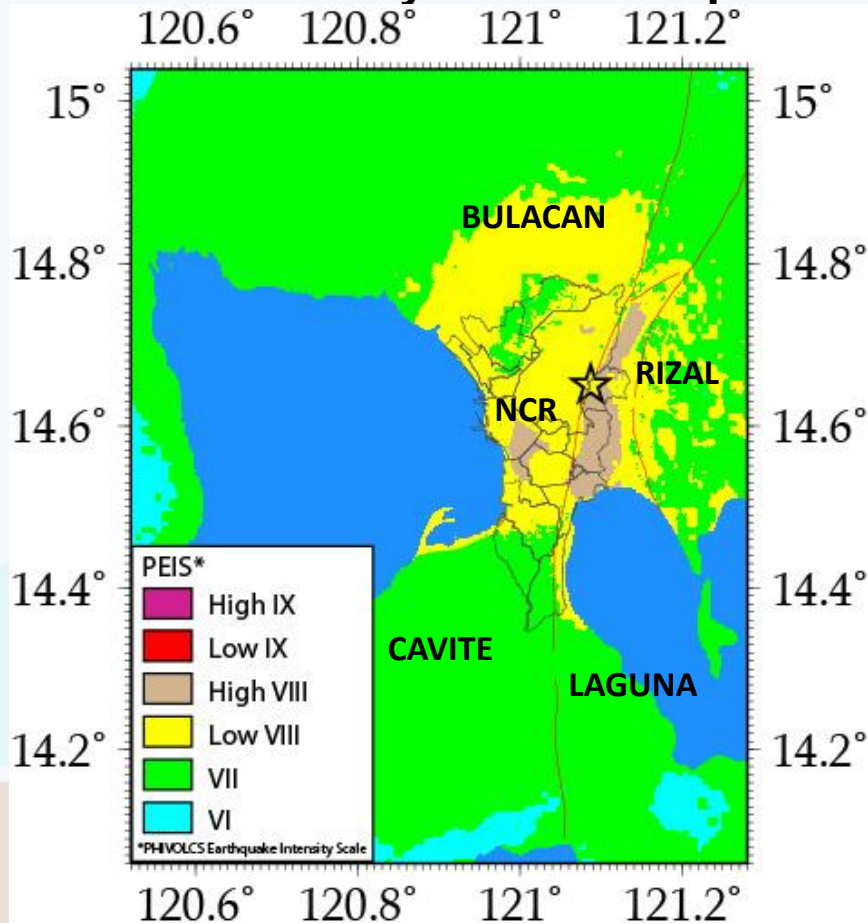 120.6° 120.8° 121° 121.2°
15° 15°
BULACAN
14.8° 14.8°
RIZAL
NCR
14.6° 14.6°
PEIS*
High IX
14.4° 14.4°
Low IX
High VIII
CAVITE
Low VIII
LAGUNA
14.2° 14.2°
VII
VI
*PHIVOLCS Earthquake Intensity Scale
120.6° 120.8° 121° 121.2°